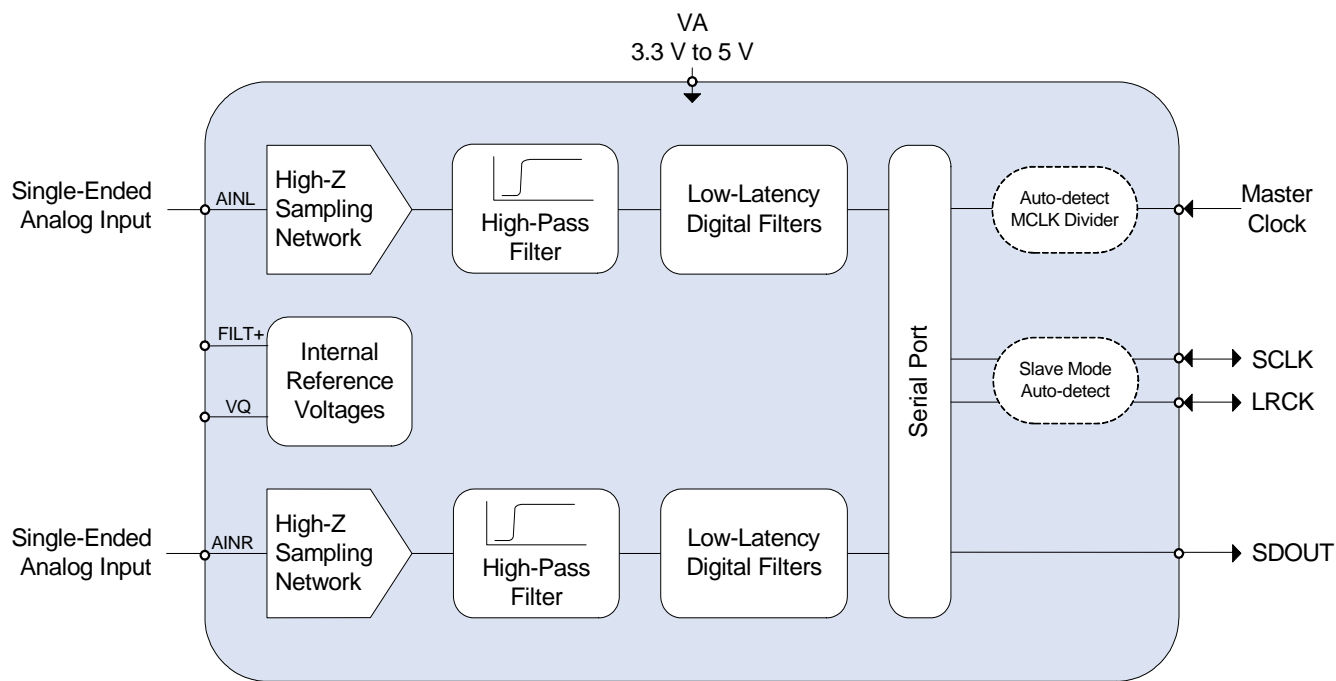 VA
3.3 V to 5 V
Single-Ended
Analog Input
AINL
High-Z
Sampling
Network
High-Pass
Filter
Low-Latency
Digital Filters
Auto-detect
MCLK Divider
Master
Clock
FILT+
VQ
Internal
Reference
Voltages
Serial Port
Slave Mode
Auto-detect
SCLK
LRCK
Single-Ended
Analog Input
AINR
High-Z
Sampling
Network
High-Pass
Filter
Low-Latency
Digital Filters
SDOUT